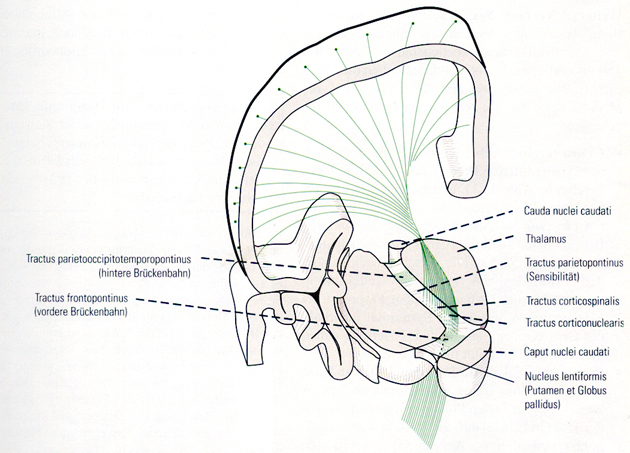 Cauda nuclei caudati
Thalamus
Tractus parietooccipitotemporopontinus
(hintere Brückenbahn)
Tractus parietopontinus
(Sensibilität)
Tractus frontopontinus
(vordere Brückenbahn)
Tractus corticospinalis
Tractus corticonuclearis
Caput nuclei caudati
Nucleus lentiformis
(Putamen et Globus
pallidus)